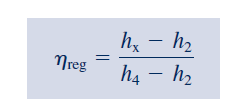 η_reg = (h_x − h_2) / (h_4 − h_2)